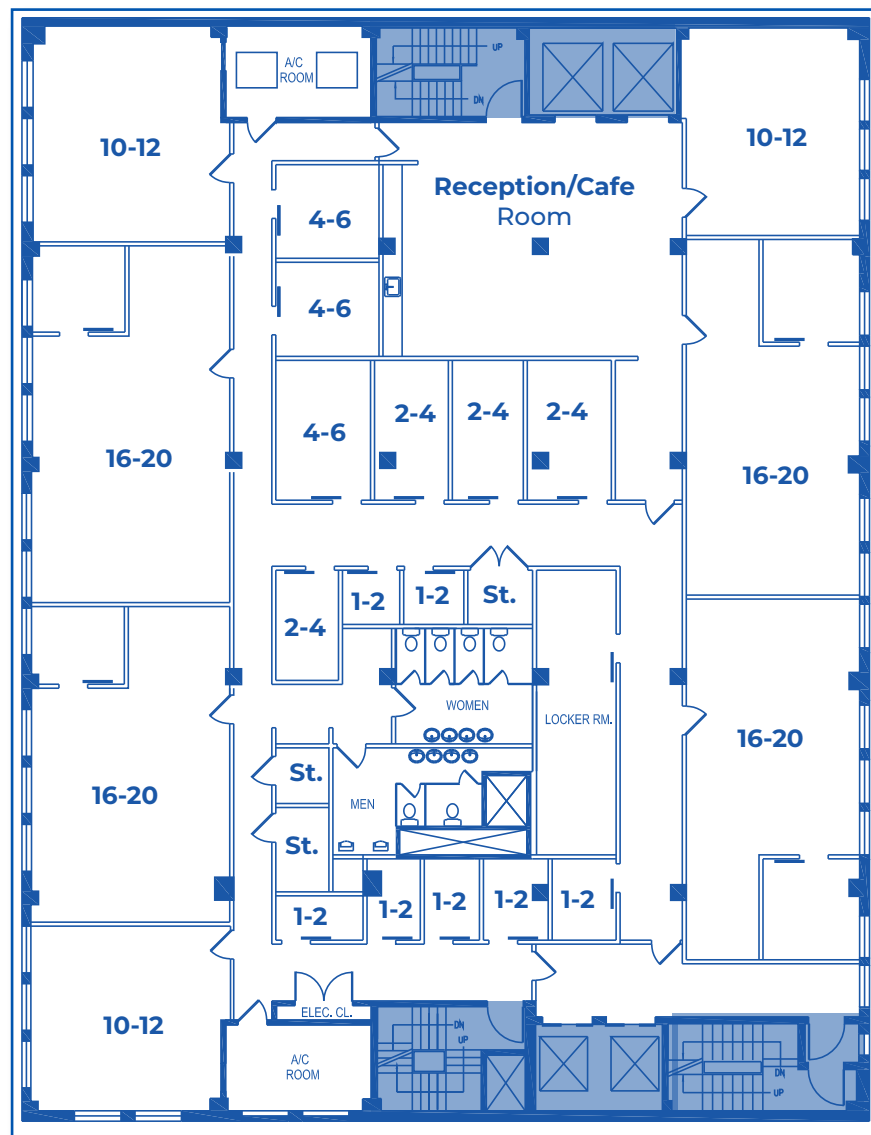 A/C
ROOM
UP
DN
10-12
10-12
Reception/Cafe
Room
4-6
4-6
4-6
2-4
2-4
2-4
16-20
16-20
1-2
1-2
St.
2-4
WOMEN
LOCKER RM.
16-20
16-20
St.
MEN
St.
1-2
1-2
1-2
1-2
1-2
ELEC. CL.
10-12
A/C
ROOM
DN
UP
DN
UP